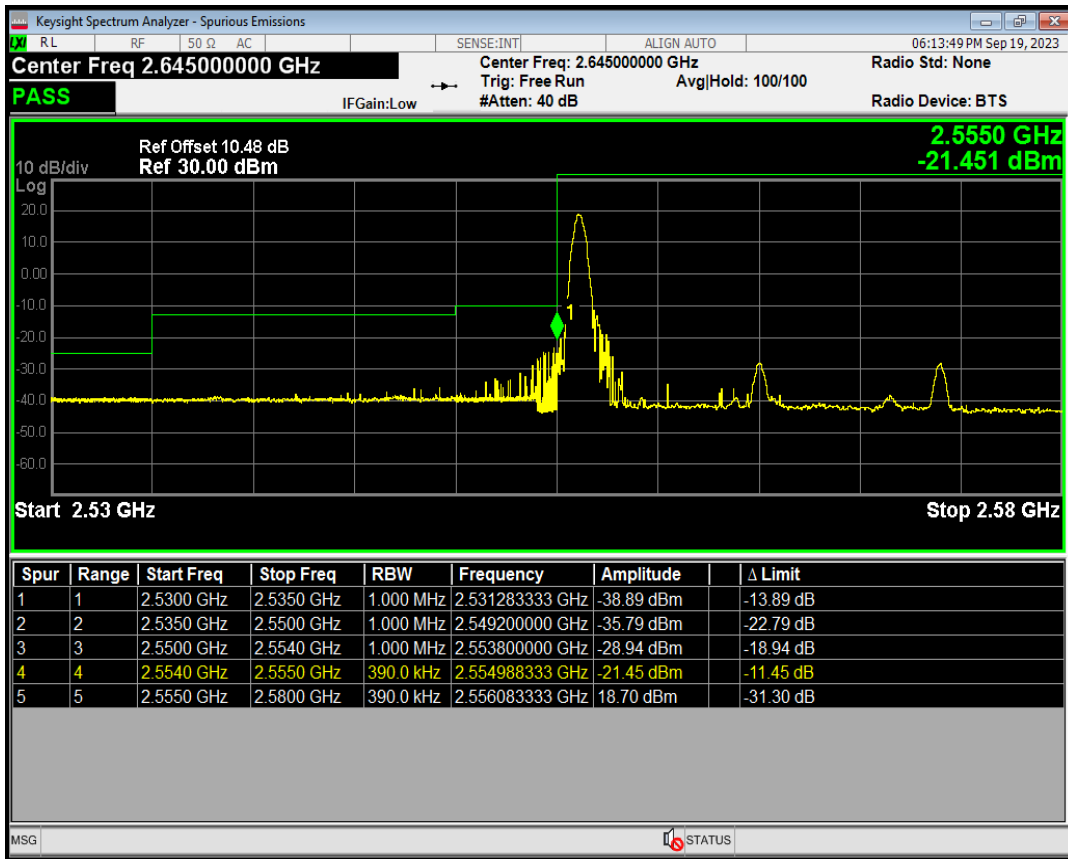 Keysight Spectrum Analyzer - Spurious Emissions
LXI RL RF 50 Ω AC SENSE:INT ALIGN AUTO 06:13:49 PM Sep 19, 2023
Center Freq 2.645000000 GHz Center Freq: 2.645000000 GHz Radio Std: None
Trig: Free Run Avg|Hold: 100/100
PASS IFGain:Low #Atten: 40 dB Radio Device: BTS
2.5550 GHz
-21.451 dBm
Ref Offset 10.48 dB
10 dB/div Ref 30.00 dBm
Log
20.0
10.0
0.00
-10.0
1
-20.0
-30.0
-40.0
-50.0
-60.0
Start 2.53 GHz Stop 2.58 GHz
Spur Range Start Freq Stop Freq RBW Frequency Amplitude Δ Limit
1 1 2.5300 GHz 2.5350 GHz 1.000 MHz 2.531283333 GHz -38.89 dBm -13.89 dB
2 2 2.5350 GHz 2.5500 GHz 1.000 MHz 2.549200000 GHz -35.79 dBm -22.79 dB
3 3 2.5500 GHz 2.5540 GHz 1.000 MHz 2.553800000 GHz -28.94 dBm -18.94 dB
4 4 2.5540 GHz 2.5550 GHz 390.0 kHz 2.554988333 GHz -21.45 dBm -11.45 dB
5 5 2.5550 GHz 2.5800 GHz 390.0 kHz 2.556083333 GHz 18.70 dBm -31.30 dB
MSG STATUS